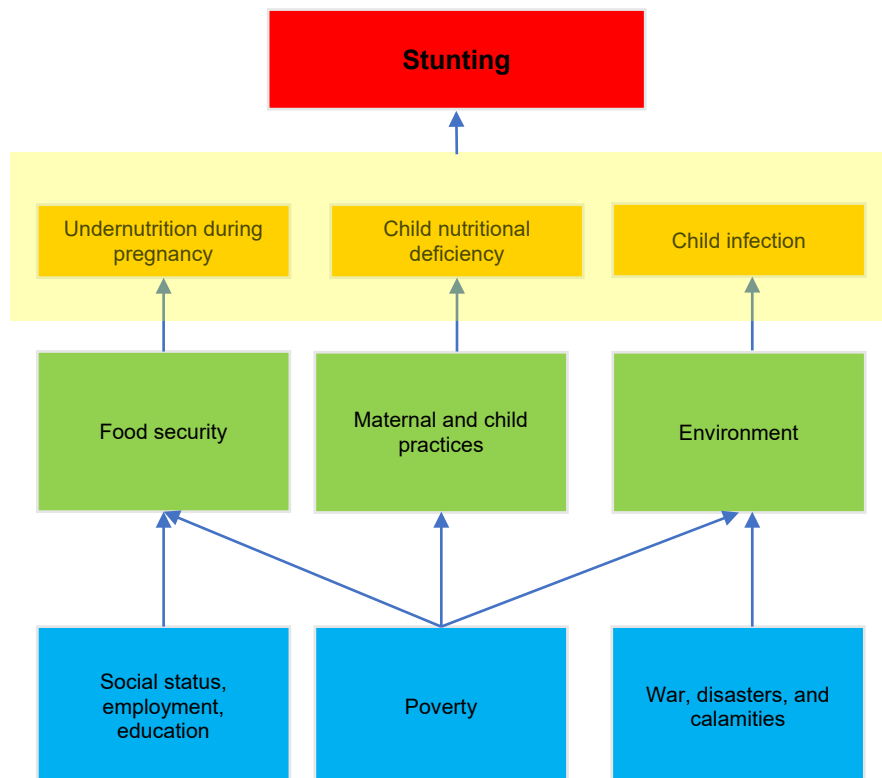 Stunting
Undernutrition during
pregnancy
Child nutritional
deficiency
Child infection
Food security
Maternal and child
practices
Environment
Social status,
employment,
education
Poverty
War, disasters, and
calamities